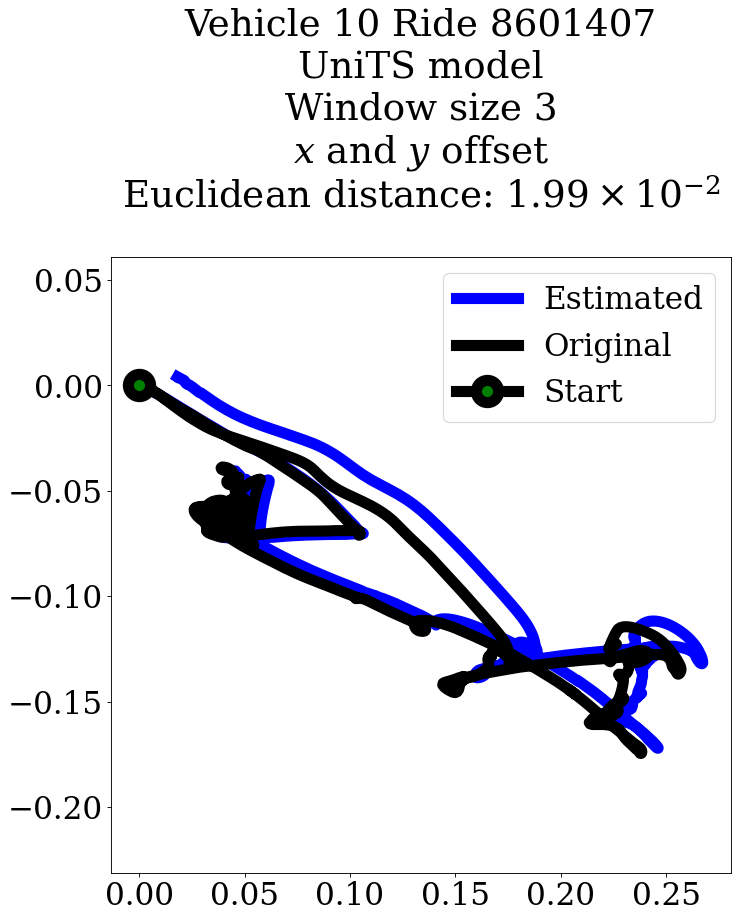 Vehicle 10 Ride 8601407
UniTS model
Window size 3
x and y offset
Euclidean distance: 1.99 × 10⁻²
Estimated
Original
Start
0.05
0.00
−0.05
−0.10
−0.15
−0.20
0.00 0.05 0.10 0.15 0.20 0.25